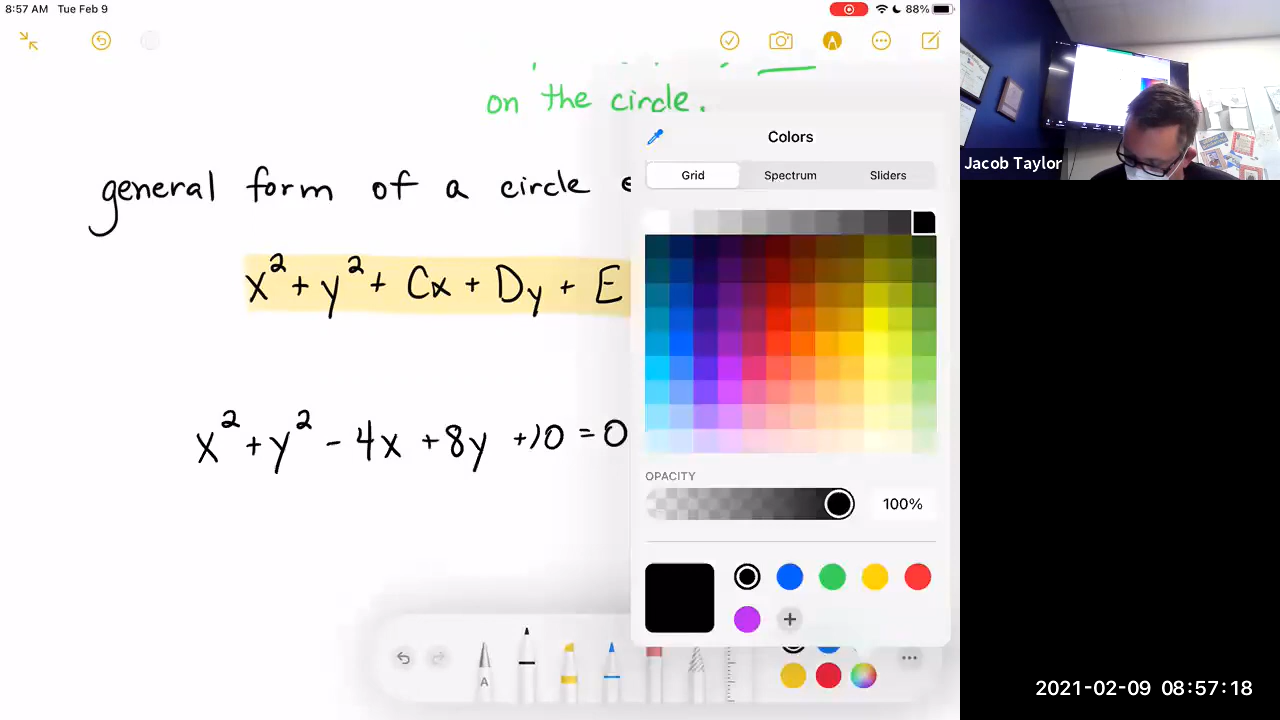 8:57 AM Tue Feb 9
88%
on the circle.
Colors
Grid Spectrum Sliders
Jacob Taylor
general form of a circle
x² + y² + Cx + Dy + E
x² + y² - 4x + 8y +10 = 0
OPACITY
100%
A
2021-02-09 08:57:18